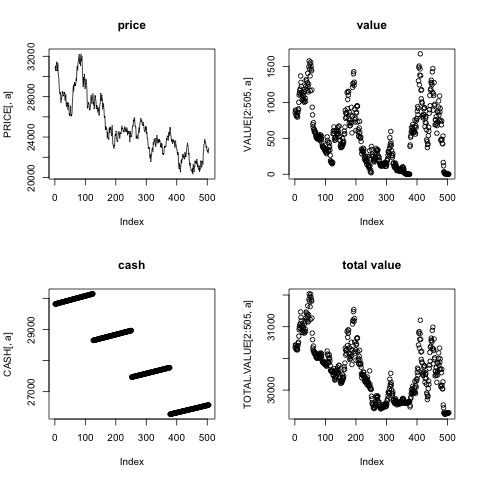 price
PRICE[, a]
32000
28000
24000
20000
0 100 200 300 400 500
Index
value
VALUE[2:505, a]
1500
1000
500
0
0 100 200 300 400 500
Index
cash
CASH[, a]
29000
27000
0 100 200 300 400 500
Index
total value
TOTAL.VALUE[2:505, a]
31000
30000
0 100 200 300 400 500
Index